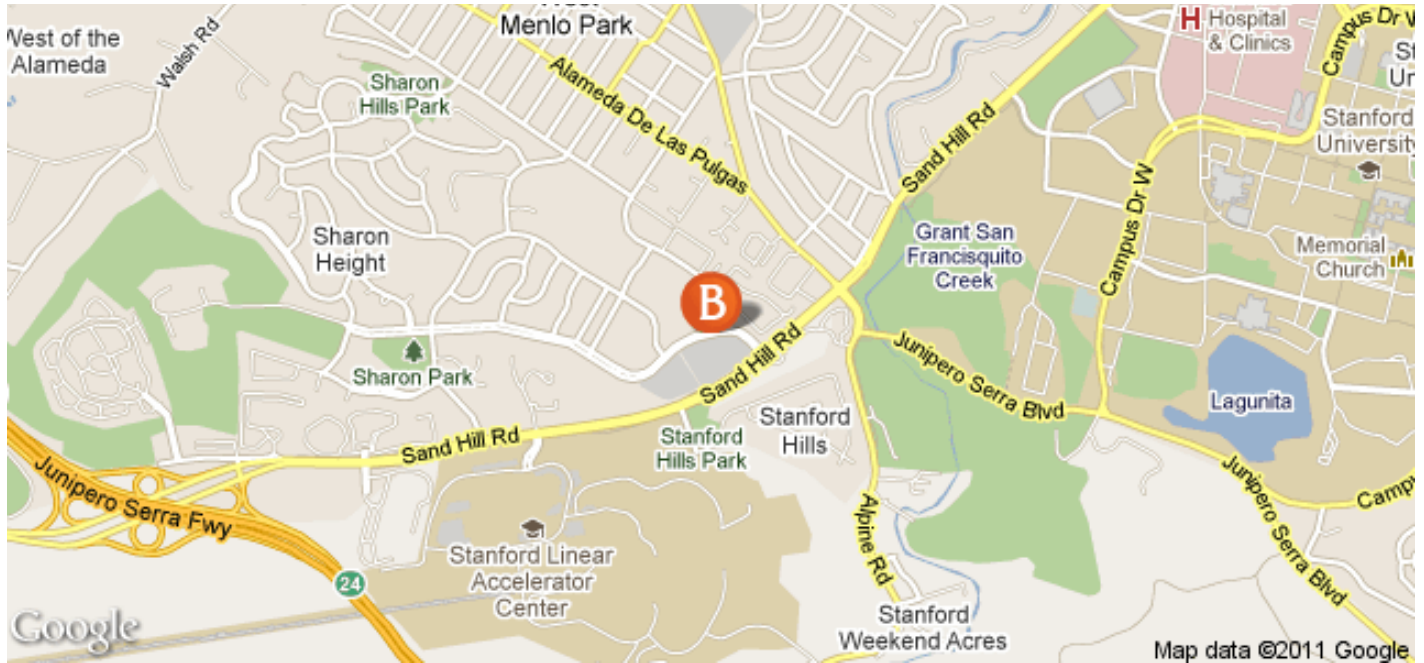 West
Menlo Park
H
Hospital
& Clinics
Campus Dr W
West of the
Alameda
Walsh Rd
Sharon
Hills Park
Alameda De Las Pulgas
Sand Hill Rd
Stanford
University
Campus Dr W
Grant San
Francisquito
Creek
Memorial
Church
Sharon
Height
B
Sharon Park
Sand Hill Rd
Junipero Serra Blvd
Lagunita
Stanford
Hills
Stanford
Hills Park
Sand Hill Rd
Junipero Serra Fwy
Junipero Serra Blvd
Alpine Rd
Stanford Linear
Accelerator
Center
24
Stanford
Weekend Acres
Google
Map data ©2011 Google